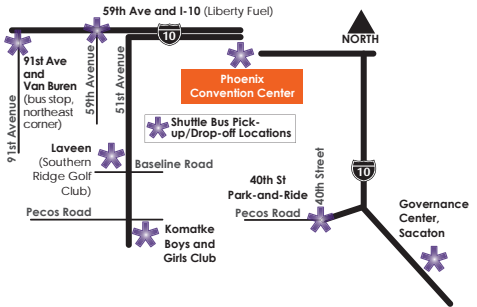 59th Ave and I-10 (Liberty Fuel)
10
NORTH
91st Ave
and
Van Buren
(bus stop,
northeast
corner)
91st Avenue
59th Avenue
51st Avenue
Phoenix
Convention Center
Shuttle Bus Pick-
up/Drop-off Locations
Laveen
(Southern
Ridge Golf
Club)
Baseline Road
40th St
Park-and-Ride
40th Street
10
Pecos Road
Pecos Road
Komatke
Boys and
Girls Club
Governance
Center,
Sacaton